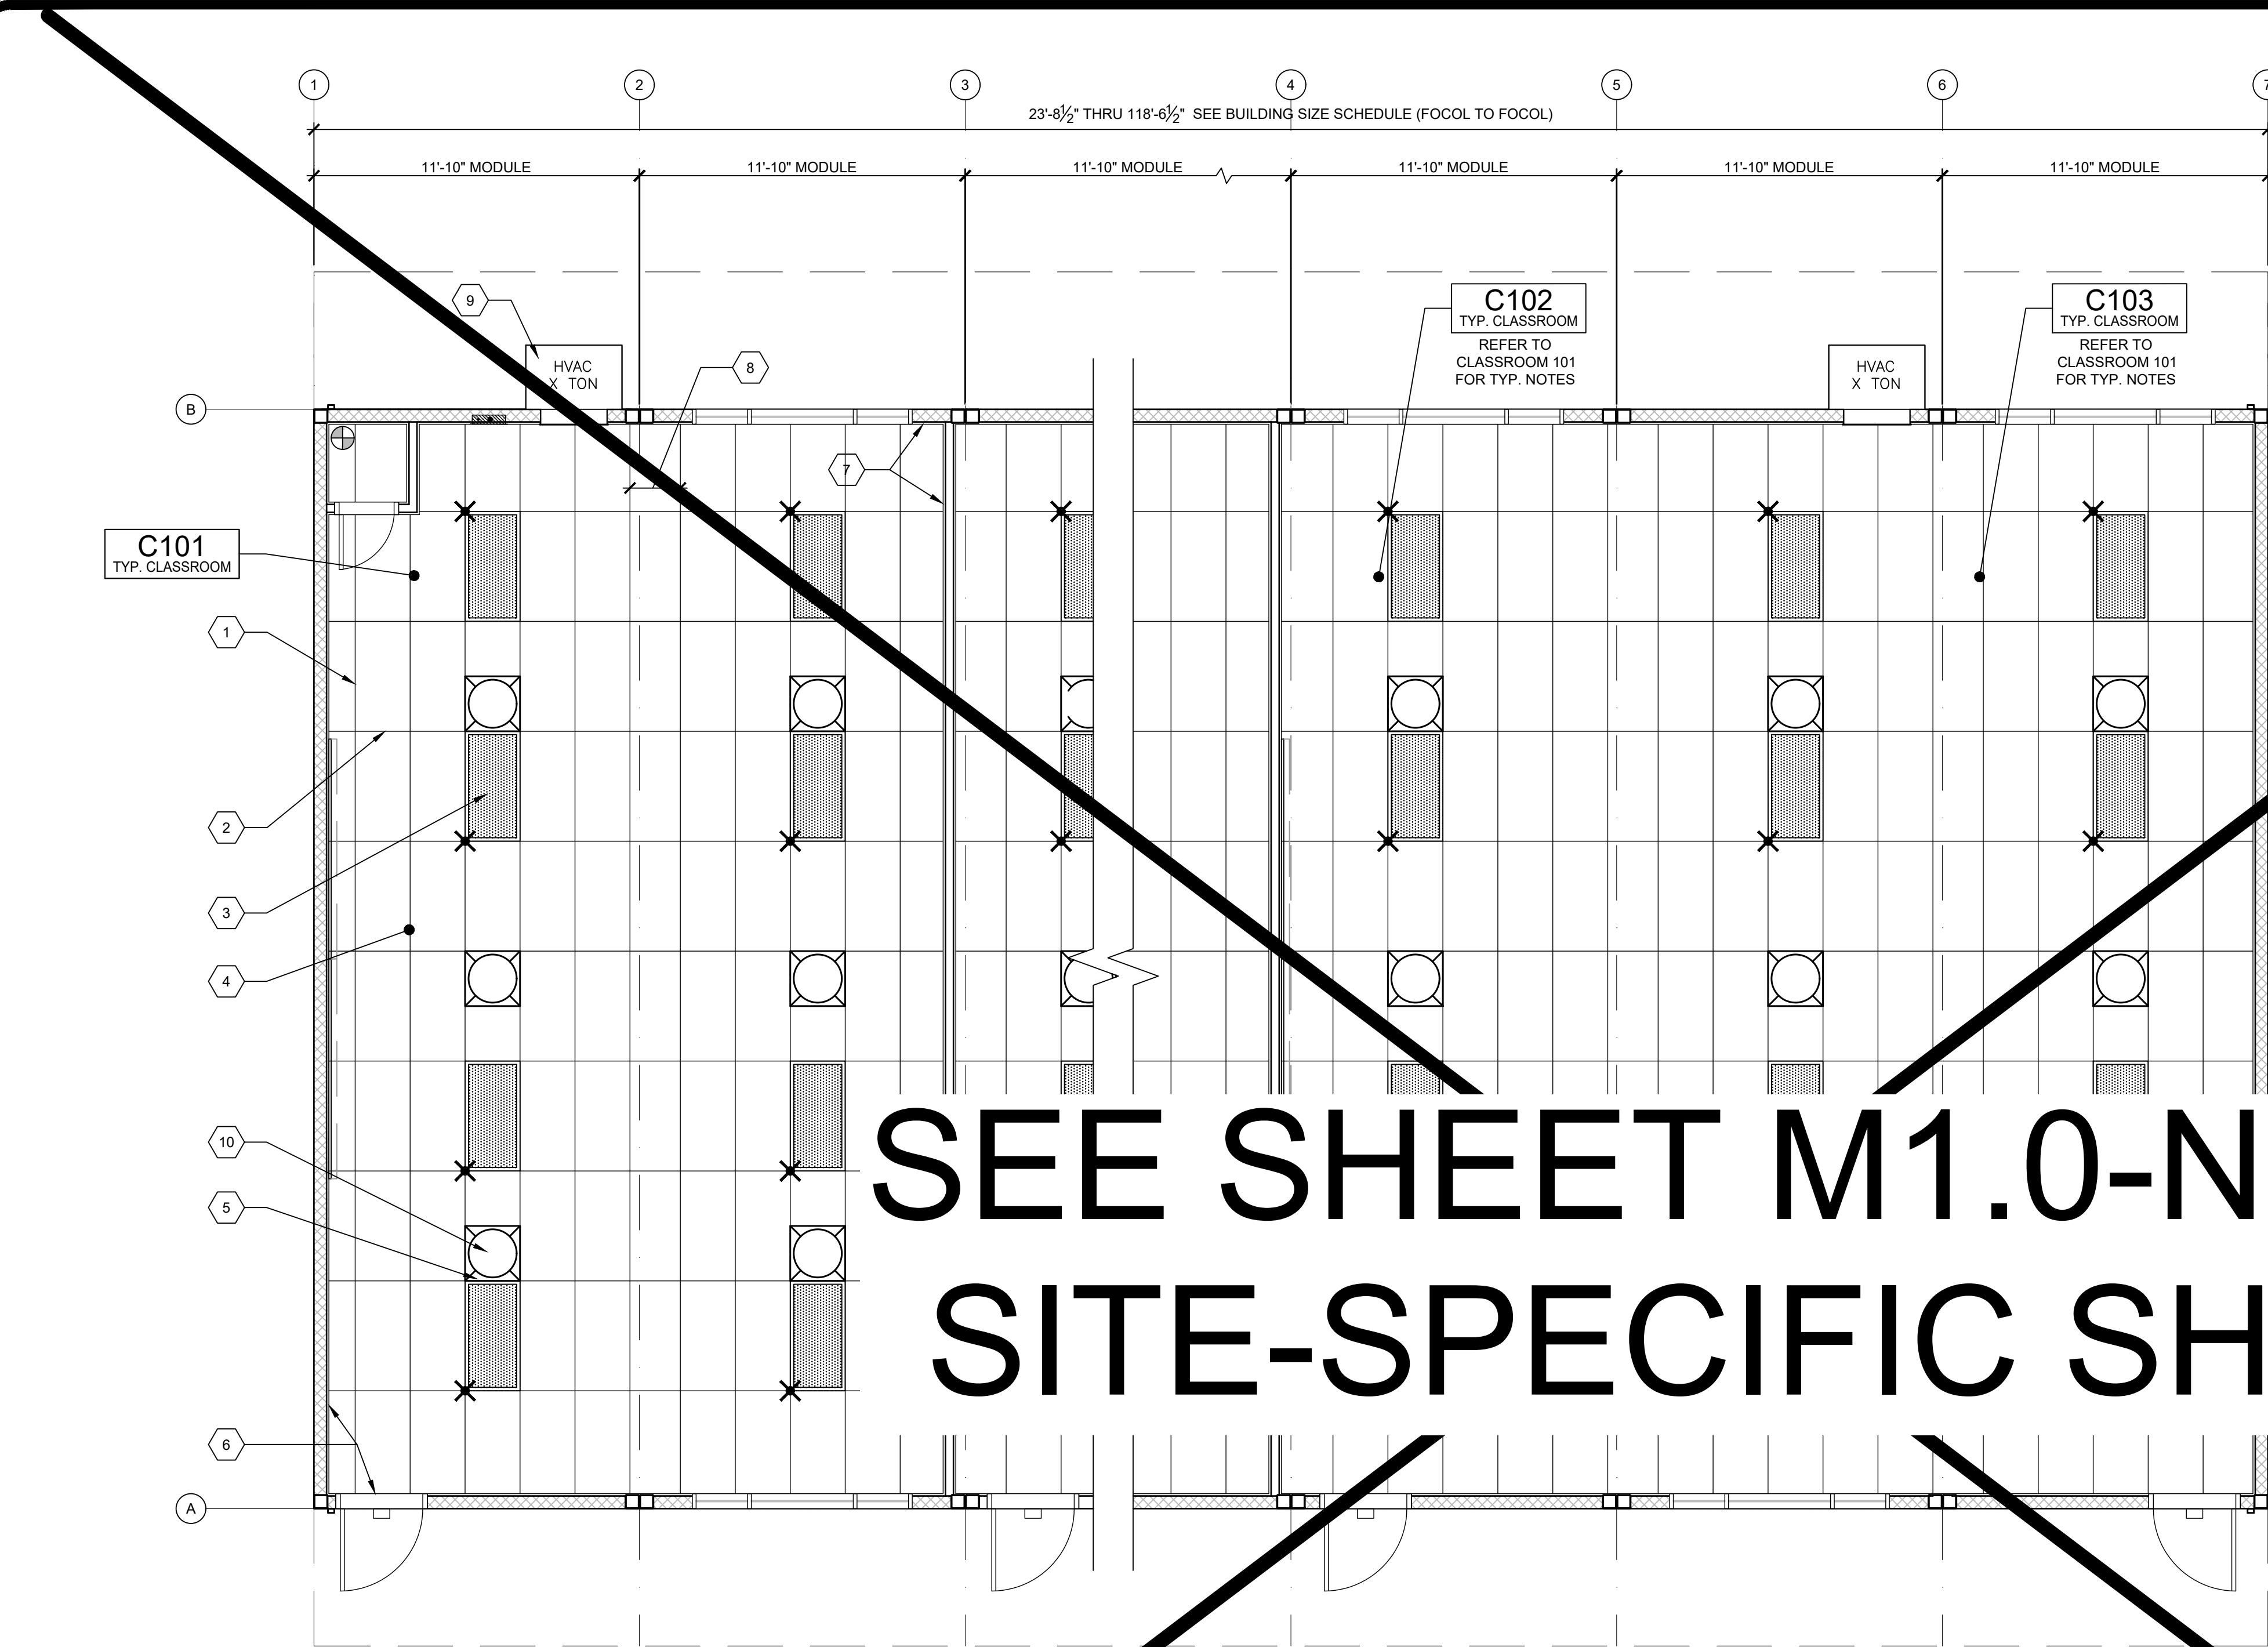 1 2 3 4 5 6 7
23'-8½" THRU 118'-6½" SEE BUILDING SIZE SCHEDULE (FOCOL TO FOCOL)
11'-10" MODULE 11'-10" MODULE 11'-10" MODULE 11'-10" MODULE 11'-10" MODULE 11'-10" MODULE
9
C102
TYP. CLASSROOM
REFER TO
CLASSROOM 101
FOR TYP. NOTES
C103
TYP. CLASSROOM
REFER TO
CLASSROOM 101
FOR TYP. NOTES
HVAC
X TON
8
HVAC
X TON
B
7
C101
TYP. CLASSROOM
1
2
3
4
10
5
SEE SHEET M1.0-N
SITE-SPECIFIC SH
6
A